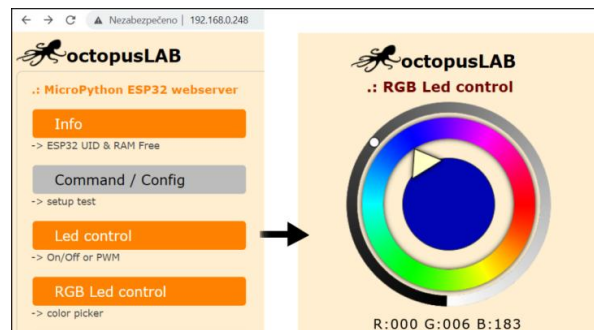 Nezabezpečeno | 192.168.0.248
octopusLAB
.: MicroPython ESP32 webserver
Info
-> ESP32 UID & RAM Free
Command / Config
-> setup test
Led control
-> On/Off or PWM
RGB Led control
-> color picker
octopusLAB
.: RGB Led control
R:000 G:006 B:183